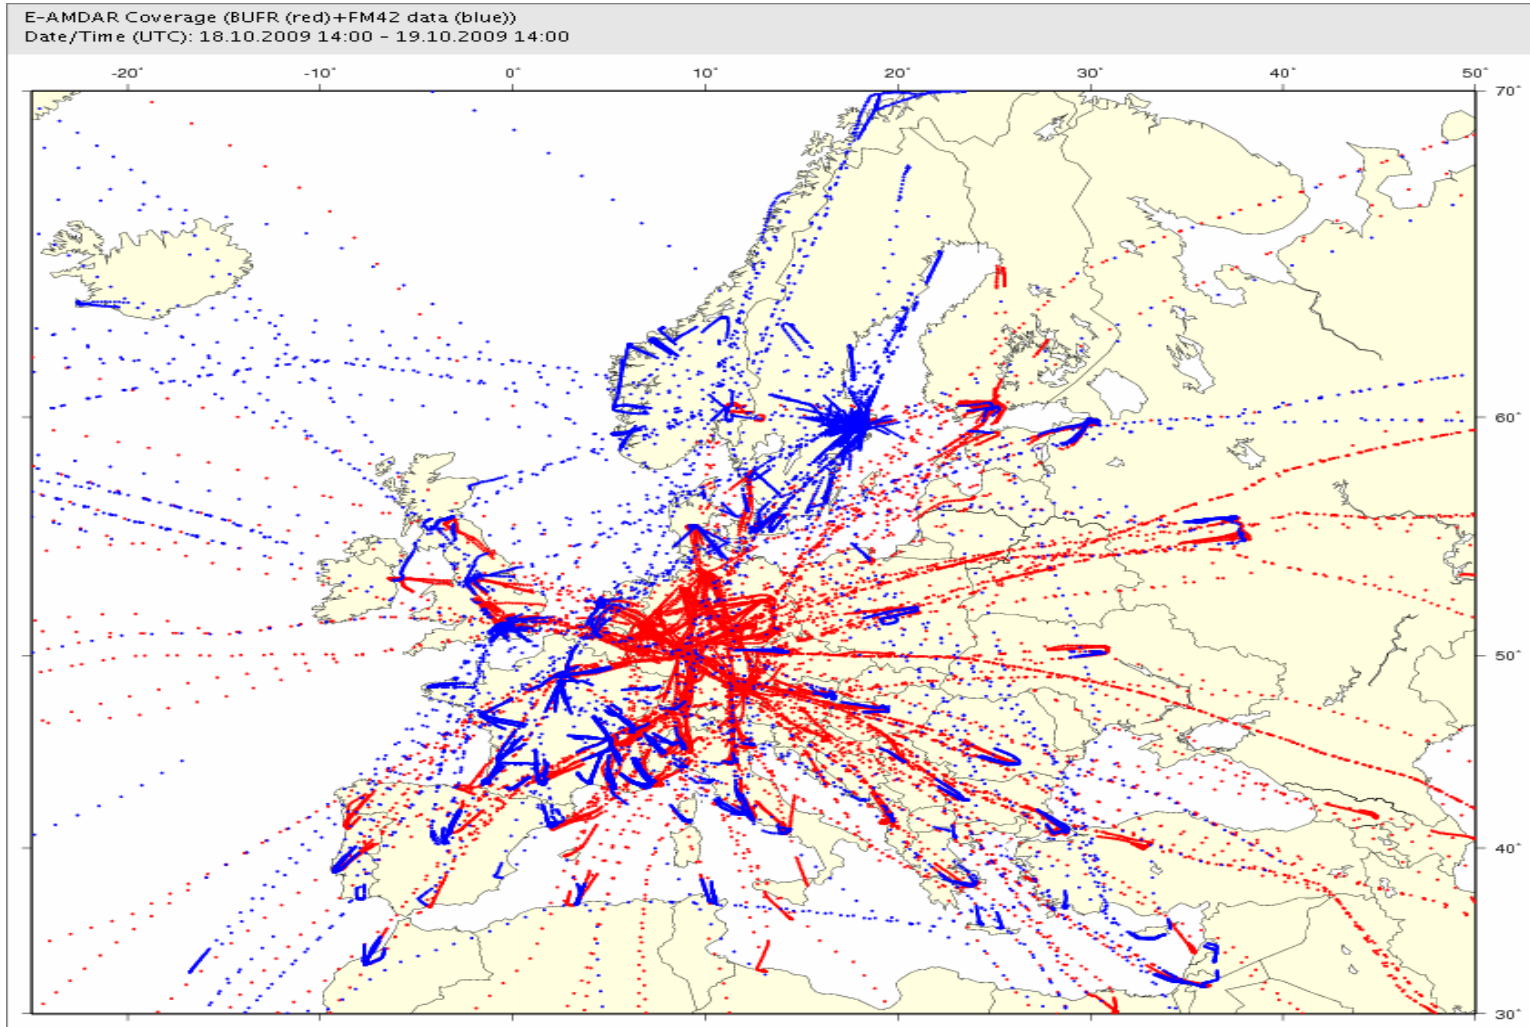 E-AMDAR Coverage (BUFR (red)+FM42 data (blue))
Date/Time (UTC): 18.10.2009 14:00 - 19.10.2009 14:00
-20° -10° 0° 10° 20° 30° 40° 50°
70°
60°
50°
40°
30°